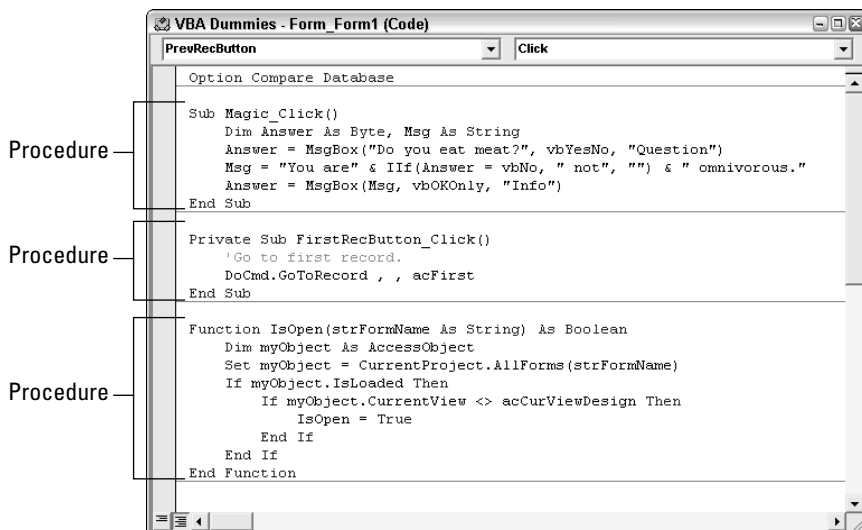 VBA Dummies - Form_Form1 (Code)
PrevRecButton
Click
Option Compare Database
Procedure
Sub Magic_Click()
Dim Answer As Byte, Msg As String
Answer = MsgBox("Do you eat meat?", vbYesNo, "Question")
Msg = "You are" & IIf(Answer = vbNo, " not", "") & " omnivorous."
Answer = MsgBox(Msg, vbOKOnly, "Info")
End Sub
Procedure
Private Sub FirstRecButton_Click()
'Go to first record.
DoCmd.GoToRecord , , acFirst
End Sub
Procedure
Function IsOpen(strFormName As String) As Boolean
Dim myObject As AccessObject
Set myObject = CurrentProject.AllForms(strFormName)
If myObject.IsLoaded Then
If myObject.CurrentView <> acCurViewDesign Then
IsOpen = True
End If
End If
End Function